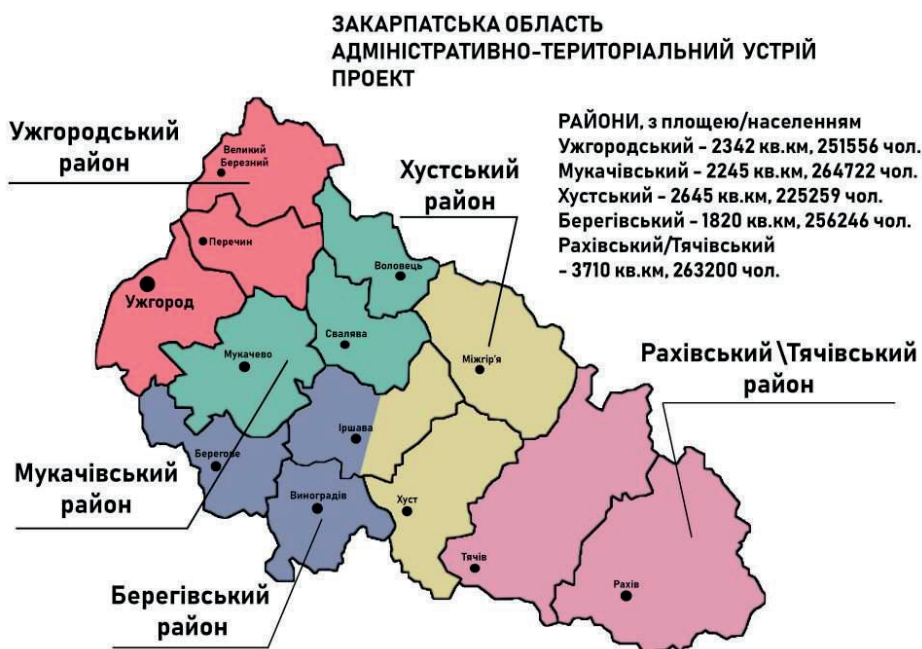 ЗАКАРПАТСЬКА ОБЛАСТЬ
АДМІНІСТРАТИВНО-ТЕРИТОРІАЛЬНИЙ УСТРІЙ
ПРОЕКТ
РАЙОНИ, з площею/населенням
Ужгородський - 2342 кв.км, 251556 чол.
Мукачівський - 2245 кв.км, 264722 чол.
Хустський - 2645 кв.км, 225259 чол.
Берегівський - 1820 кв.км, 256246 чол.
Рахівський/Тячівський
- 3710 кв.км, 263200 чол.
Ужгородський
район
Великий
Березний
Хустський
район
Перечин
Воловець
Ужгород
Свалява
Мукачево
Міжгір'я
Рахівський\Тячівський
район
Іршава
Берегове
Мукачівський
район
Виноградів
Хуст
Тячів
Рахів
Берегівський
район